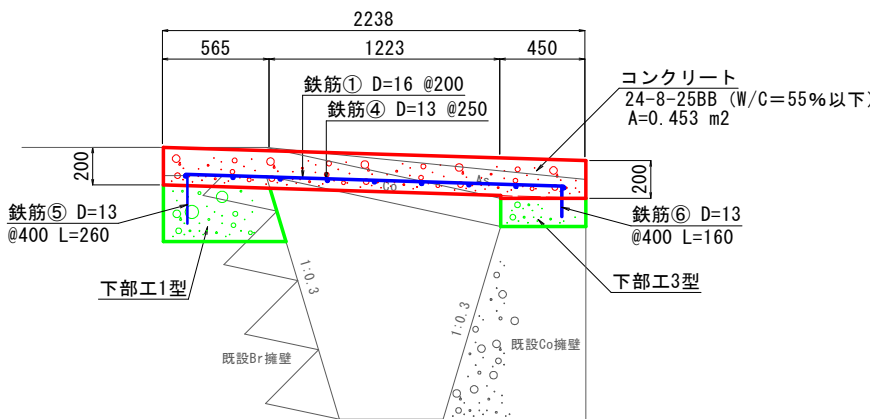 2238
565
1223
450
鉄筋① D=16 @200
鉄筋④ D=13 @250
コンクリート
24-8-25BB (W/C=55%以下)
A=0.453 m2
200
200
Co
As
鉄筋⑤ D=13
@400 L=260
鉄筋⑥ D=13
@400 L=160
下部工1型
下部工3型
1:0.3
1:0.3
既設Br擁壁
既設Co擁壁